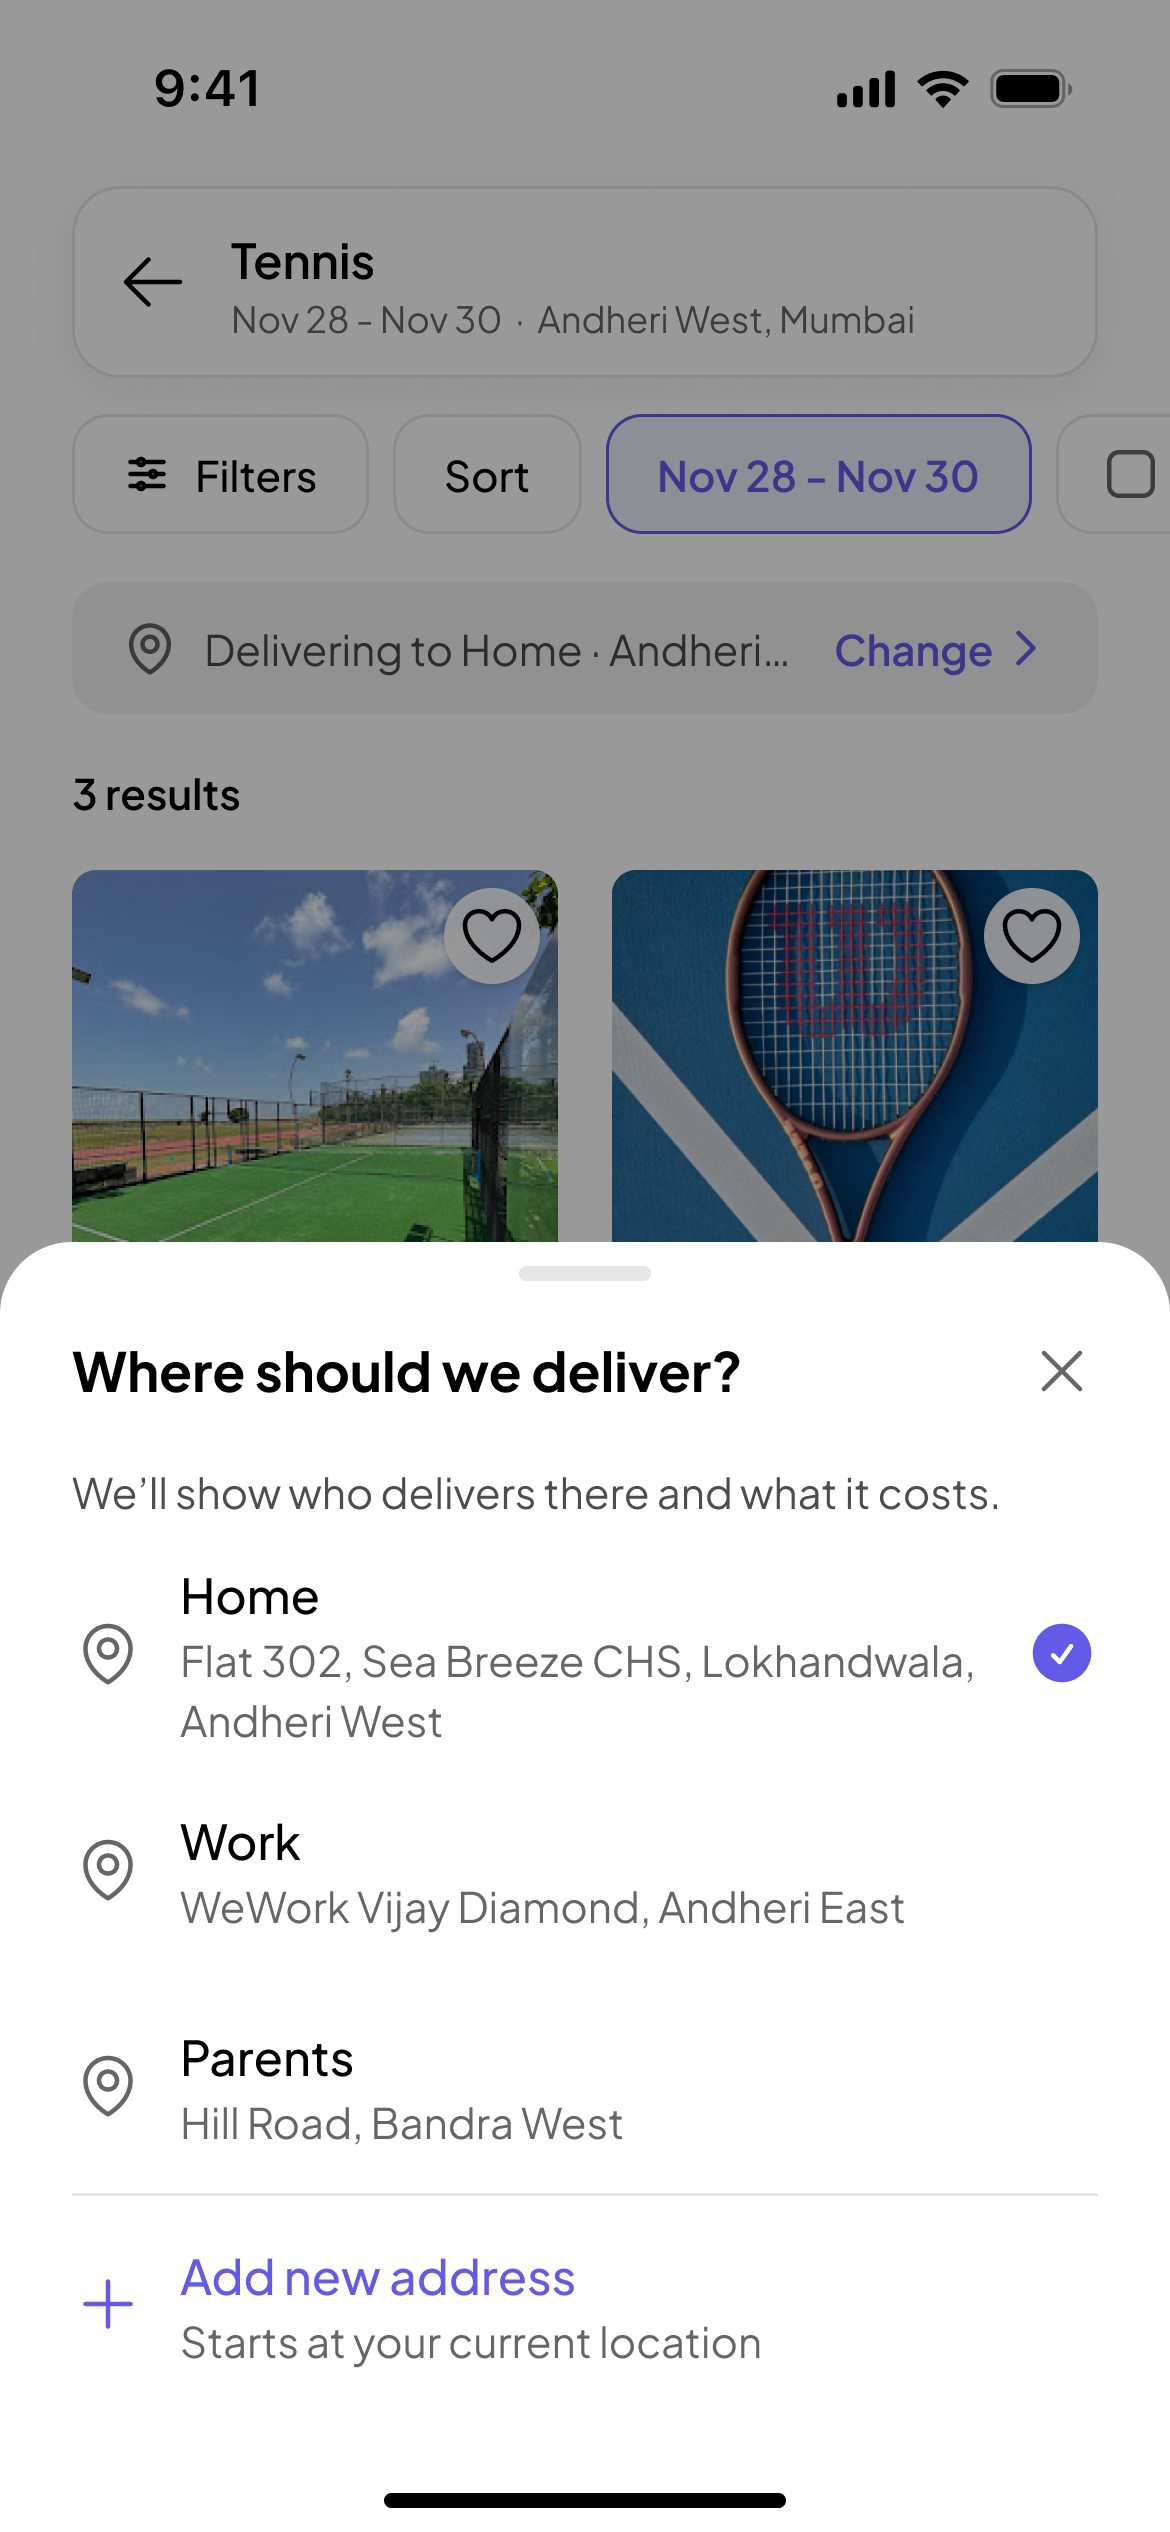 9:41
Tennis
Nov 28 - Nov 30 · Andheri West, Mumbai
Filters
Sort
Nov 28 – Nov 30
Delivering to Home · Andheri...
Change
3 results
Where should we deliver?
We’ll show who delivers there and what it costs.
Home
Flat 302, Sea Breeze CHS, Lokhandwala,
Andheri West
Work
WeWork Vijay Diamond, Andheri East
Parents
Hill Road, Bandra West
Add new address
Starts at your current location